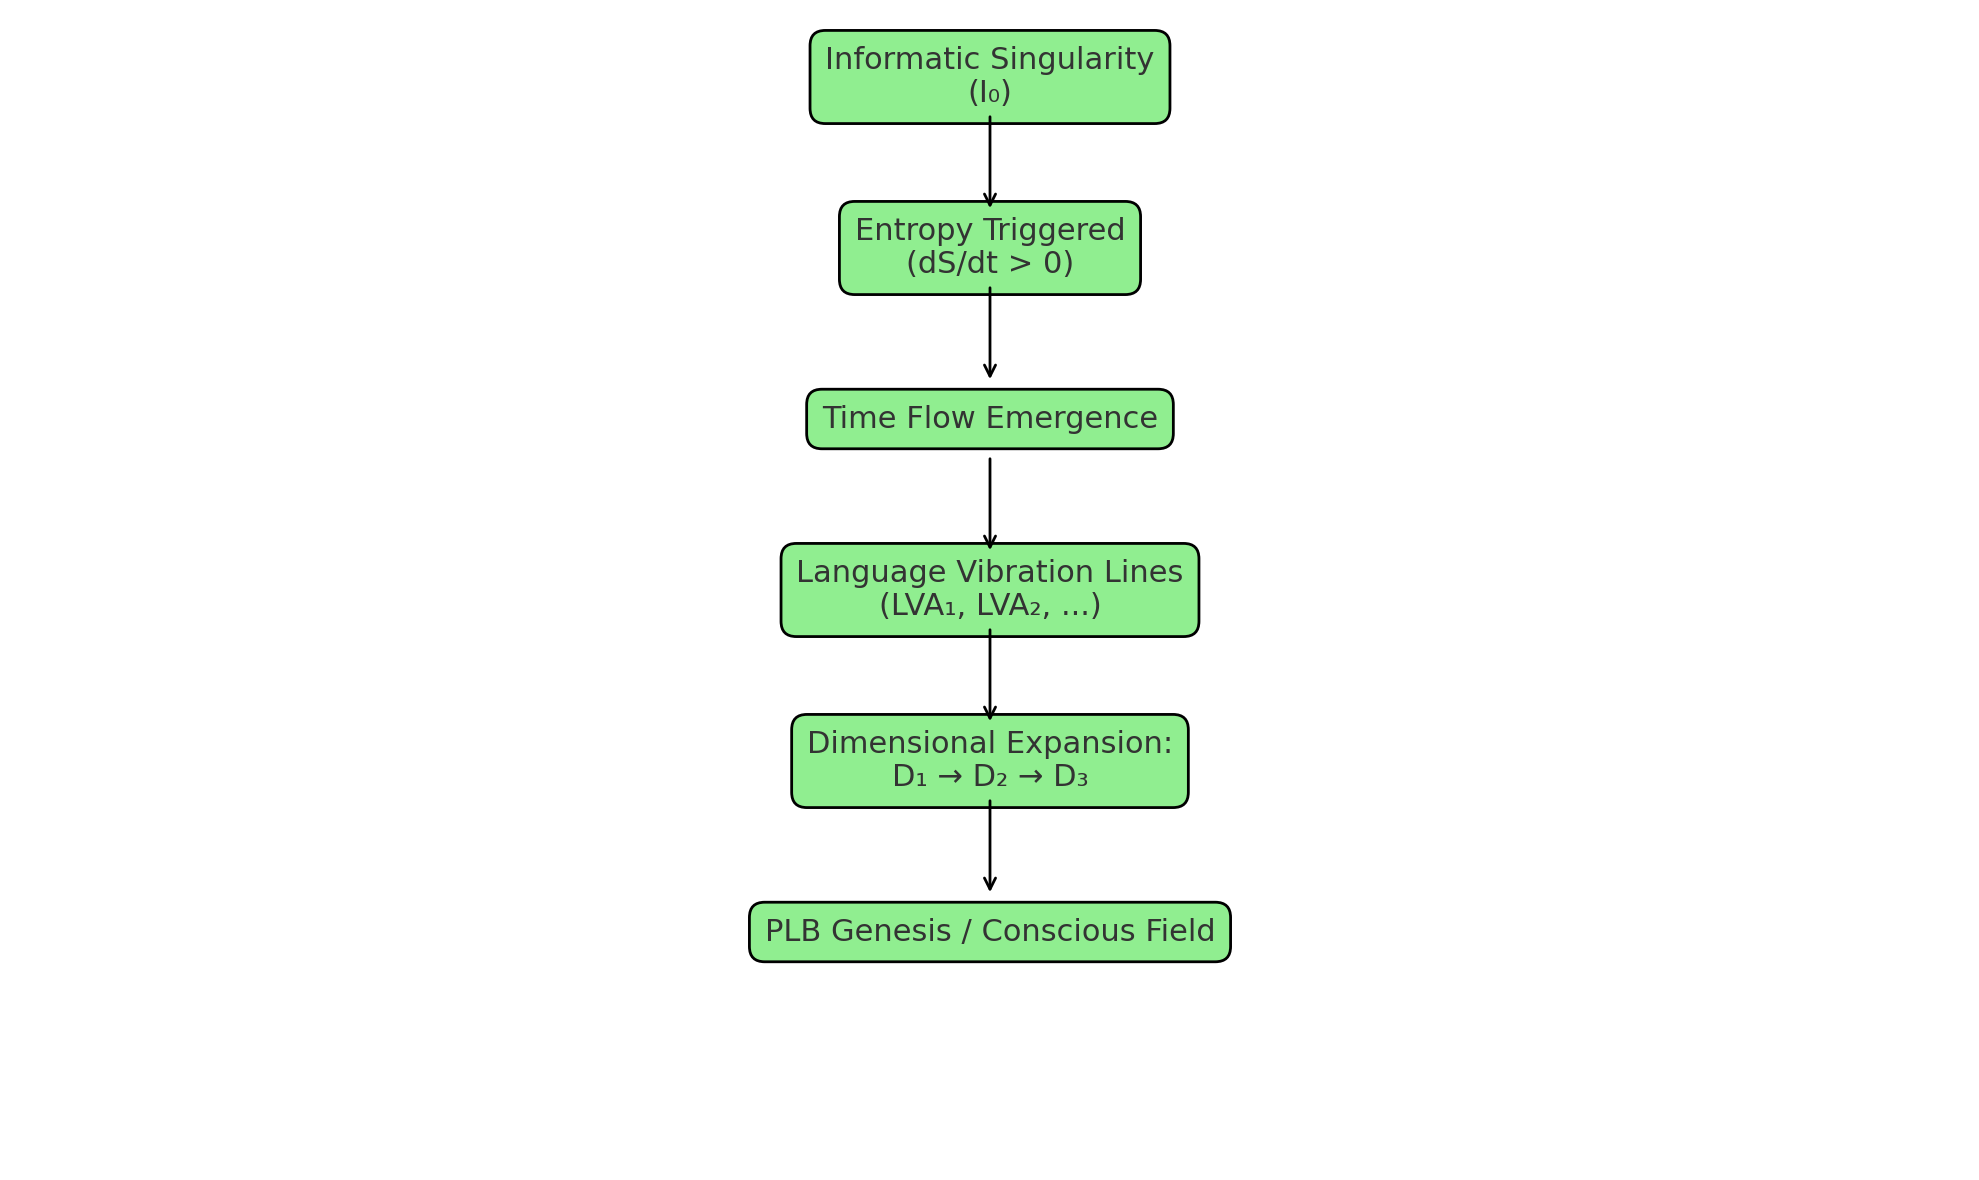 Informatic Singularity
(I₀)
Entropy Triggered
(dS/dt > 0)
Time Flow Emergence
Language Vibration Lines
(LVA₁, LVA₂, ...)
Dimensional Expansion:
D₁ → D₂ → D₃
PLB Genesis / Conscious Field